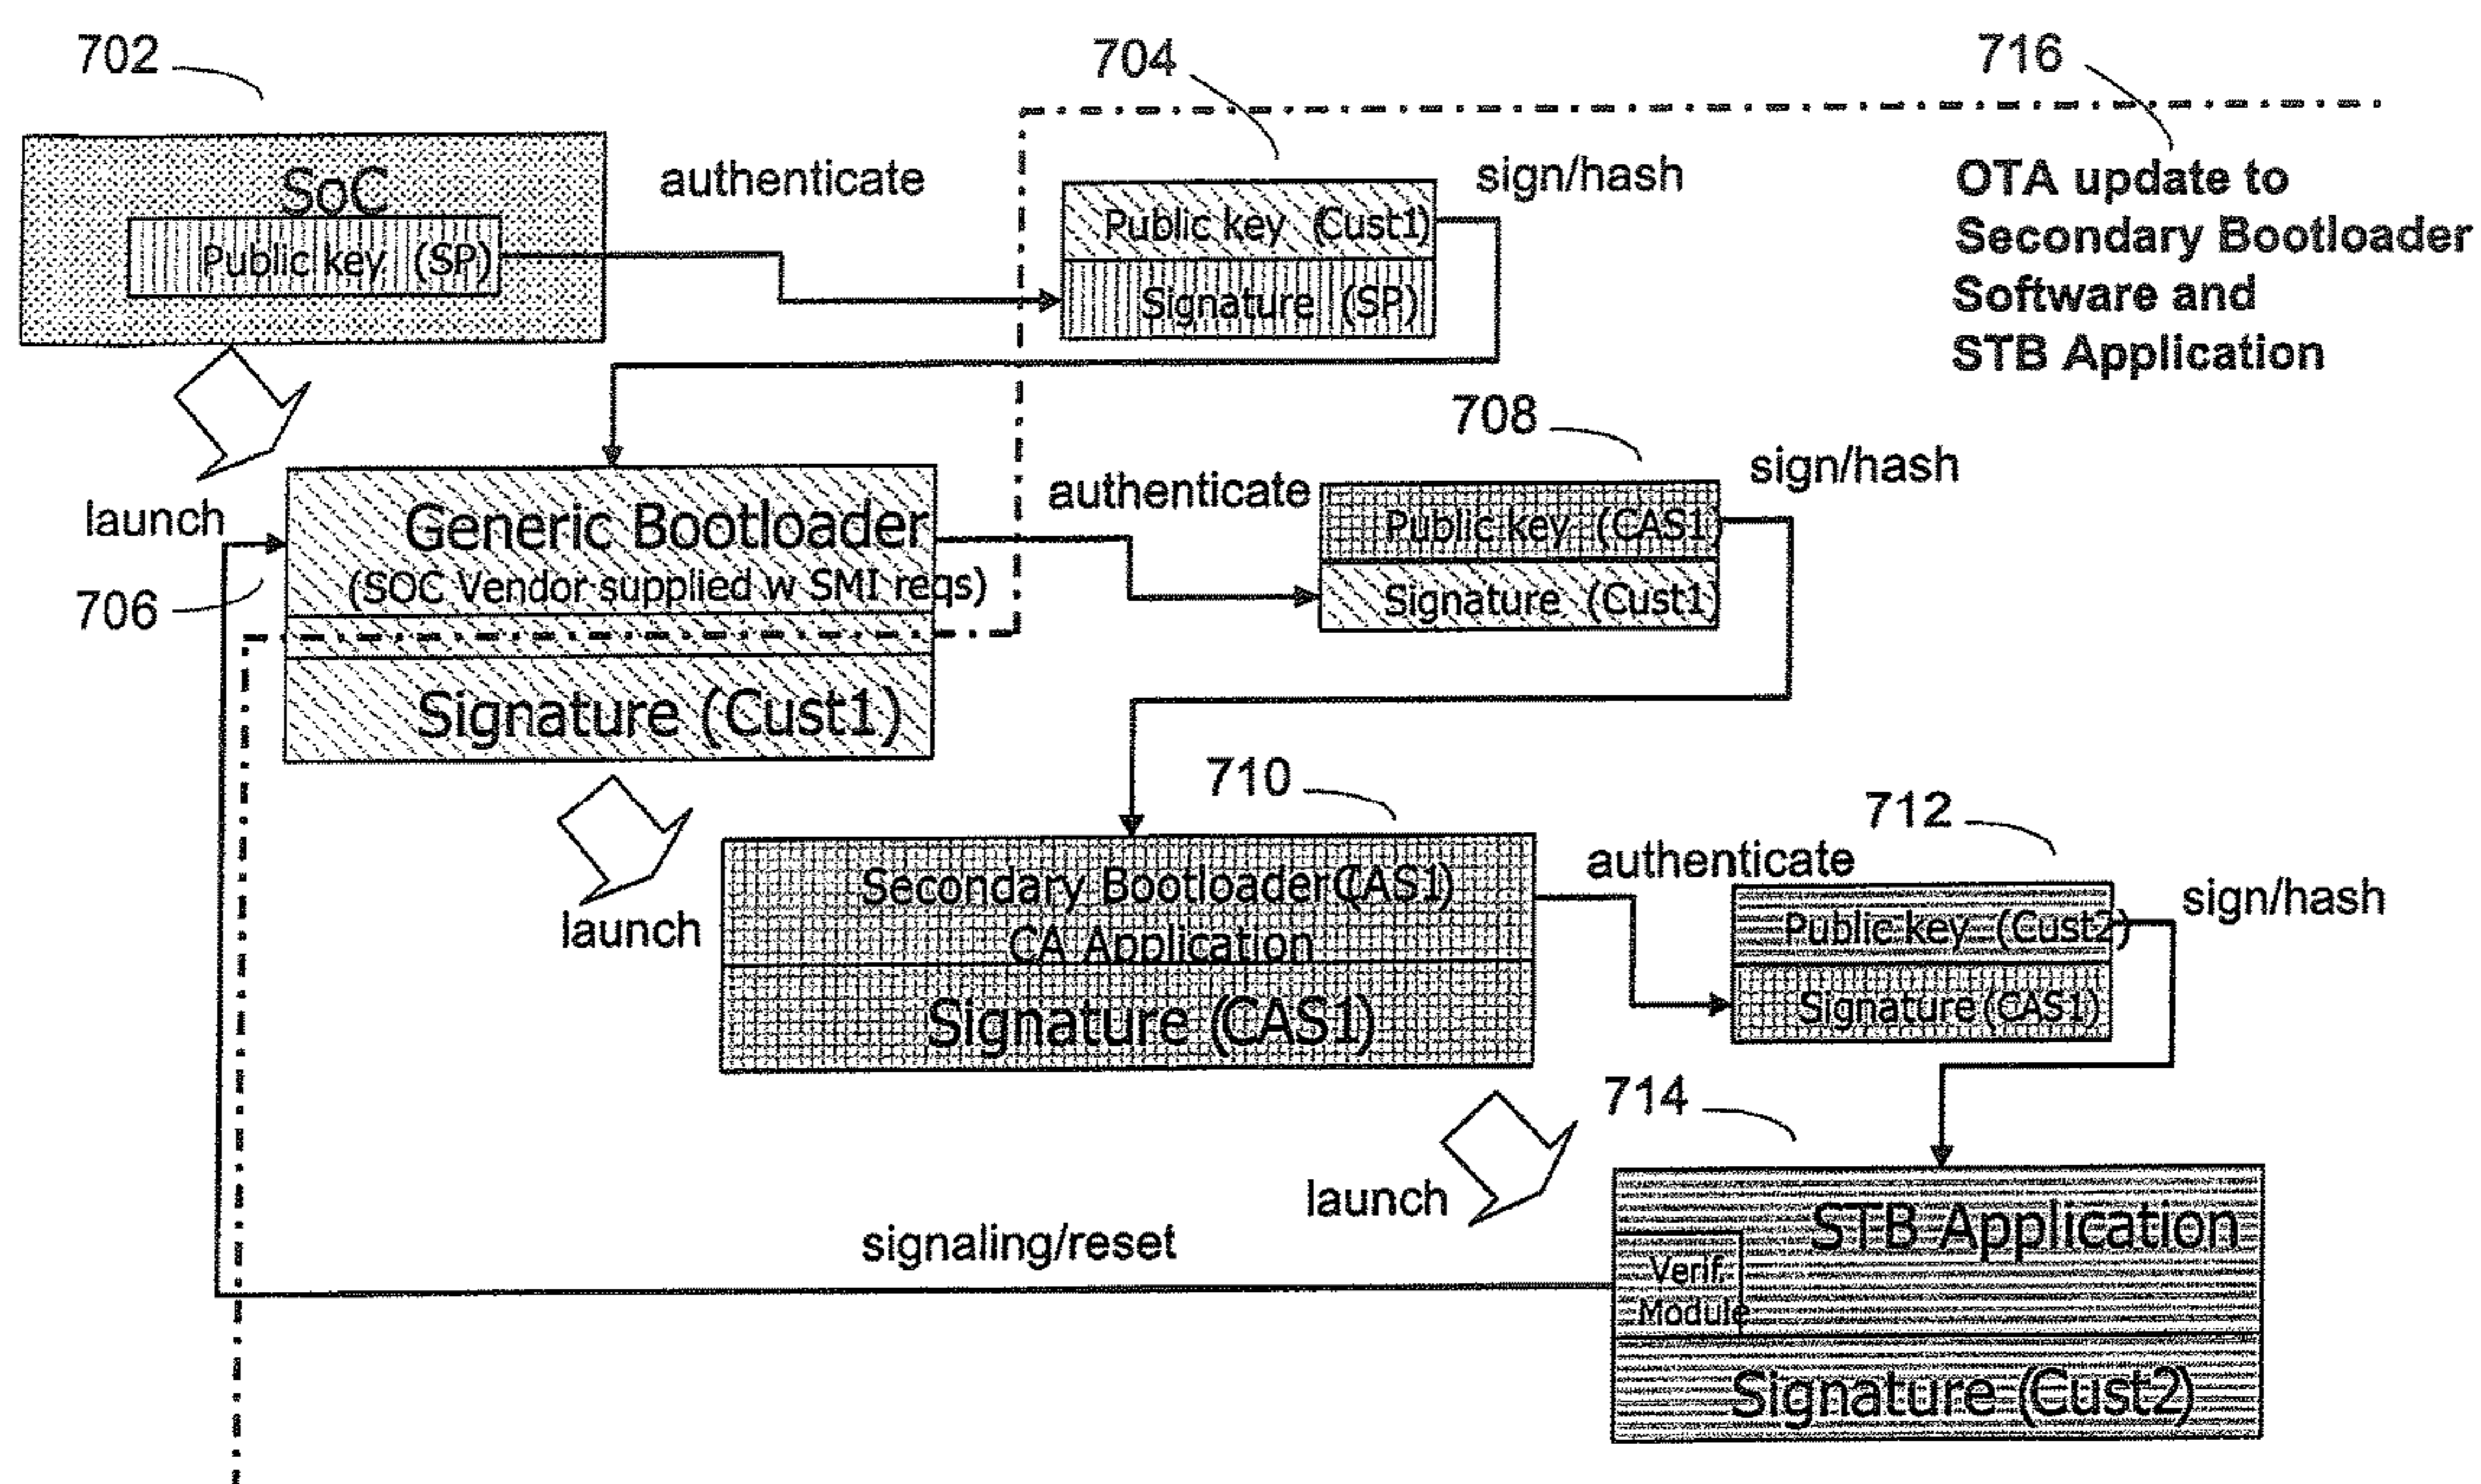 702
704
716
SoC
Public key (SP)
authenticate
Public key (Cust1)
Signature (SP)
sign/hash
OTA update to
Secondary Bootloader
Software and
STB Application
launch
706
Generic Bootloader
(SOC Vendor supplied w SMI reqs)
Signature (Cust1)
authenticate
708
Public key (CAS1)
Signature (Cust1)
sign/hash
launch
710
Secondary Bootloader (CAS1)
CA Application
Signature (CAS1)
authenticate
712
Public key (Cust2)
Signature (CAS1)
sign/hash
launch
714
STB Application
Verif.
Module
Signature (Cust2)
signaling/reset